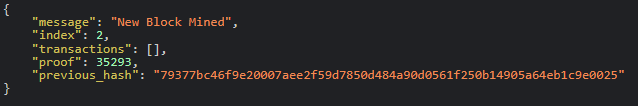 {
    "message": "New Block Mined",
    "index": 2,
    "transactions": [],
    "proof": 35293,
    "previous_hash": "79377bc46f9e20007aee2f59d7850d484a90d0561f250b14905a64eb1c9e0025"
}